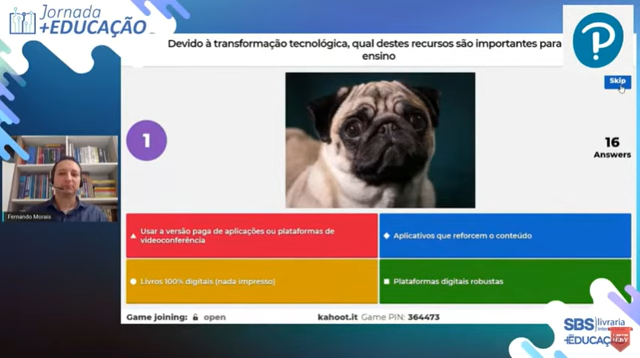 Jornada
+EDUCAÇÃO
Devido à transformação tecnológica, qual destes recursos são importantes para
ensino
Skip
1
16
Answers
Fernando Morais
Usar a versão paga de aplicações ou plataformas de
videoconferência
Aplicativos que reforcem o conteúdo
Livros 100% digitais (nada impresso)
Plataformas digitais robustas
Game joining: open
kahoot.it Game PIN: 364473
SBS livraria
+EDUCAÇ